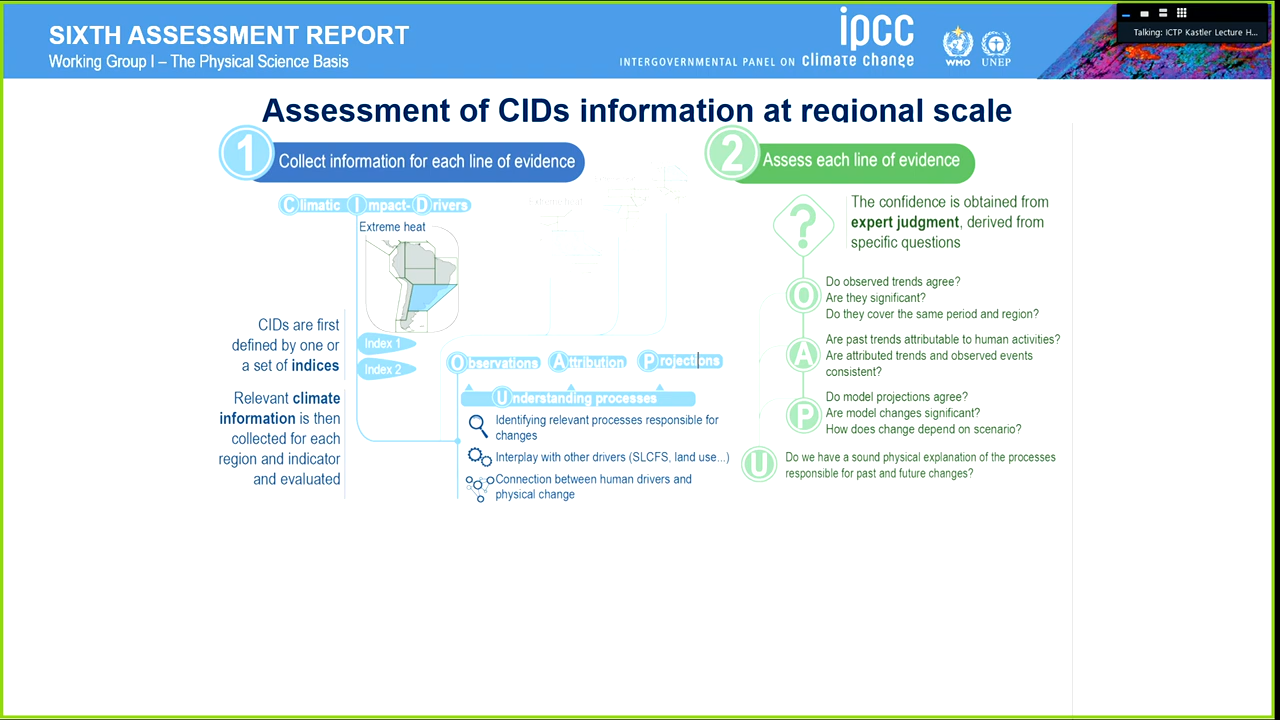 SIXTH ASSESSMENT REPORT
Working Group I – The Physical Science Basis
INTERGOVERNMENTAL PANEL ON climate change
ipcc
WMO
UNEP
Talking: ICTP Kastler Lecture H...
Assessment of CIDs information at regional scale
1 Collect information for each line of evidence
Climatic Impact-Drivers
Extreme heat
CIDs are first
defined by one or
a set of indices
Index 1
Index 2
Relevant climate
information is then
collected for each
region and indicator
and evaluated
Observations Attribution Projections
Understanding processes
Identifying relevant processes responsible for
changes
Interplay with other drivers (SLCFS, land use...)
Connection between human drivers and
physical change
2 Assess each line of evidence
?
The confidence is obtained from
expert judgment, derived from
specific questions
O
Do observed trends agree?
Are they significant?
Do they cover the same period and region?
A
Are past trends attributable to human activities?
Are attributed trends and observed events
consistent?
P
Do model projections agree?
Are model changes significant?
How does change depend on scenario?
U
Do we have a sound physical explanation of the processes
responsible for past and future changes?